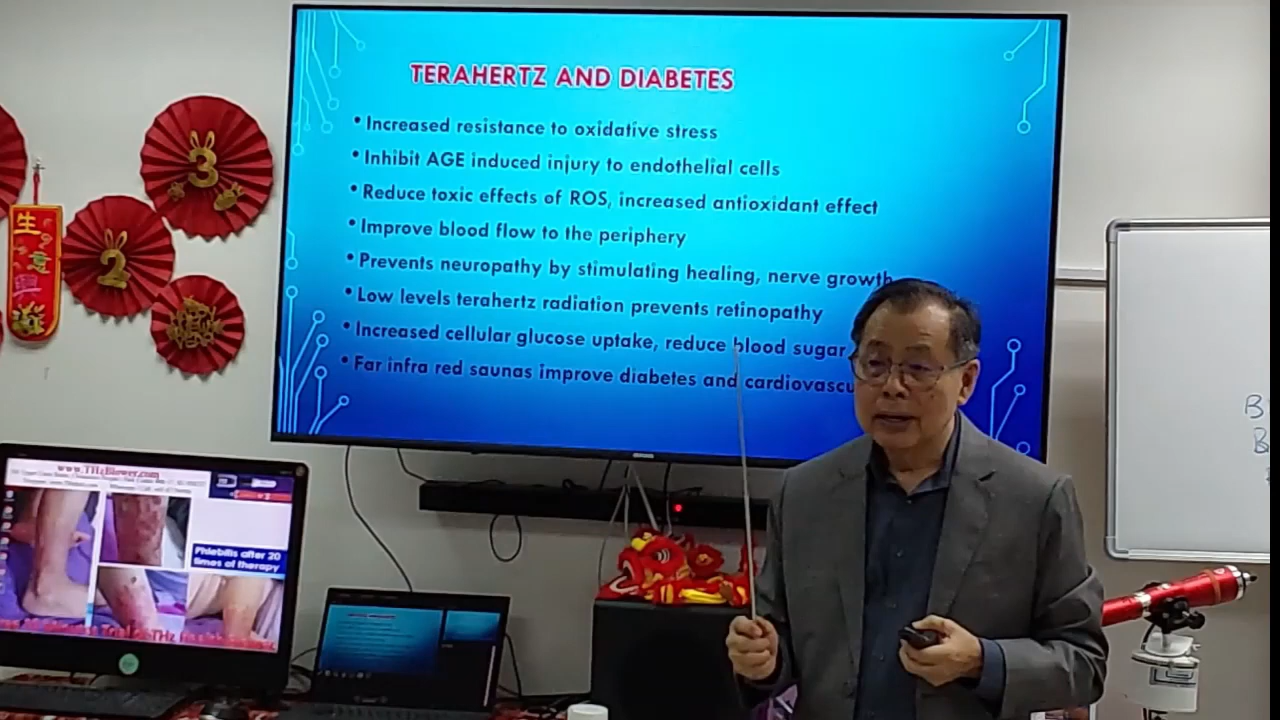 TERAHERTZ AND DIABETES
• Increased resistance to oxidative stress
• Inhibit AGE induced injury to endothelial cells
• Reduce toxic effects of ROS, increased antioxidant effect
• Improve blood flow to the periphery
• Prevents neuropathy by stimulating healing, nerve growth
• Low levels terahertz radiation prevents retinopathy
• Increased cellular glucose uptake, reduce blood sugar
• Far infra red saunas improve diabetes and
3
2
生
www.THzBlower.com
Phlebitis after 20
times of therapy
B
B